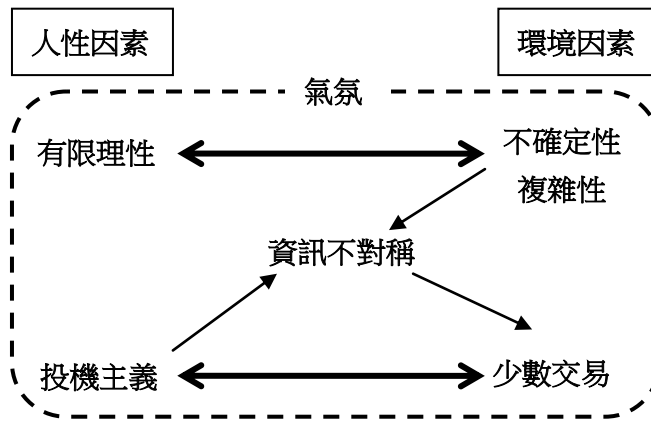 人性因素
環境因素
氣氛
有限理性
不確定性
複雜性
資訊不對稱
投機主義
少數交易